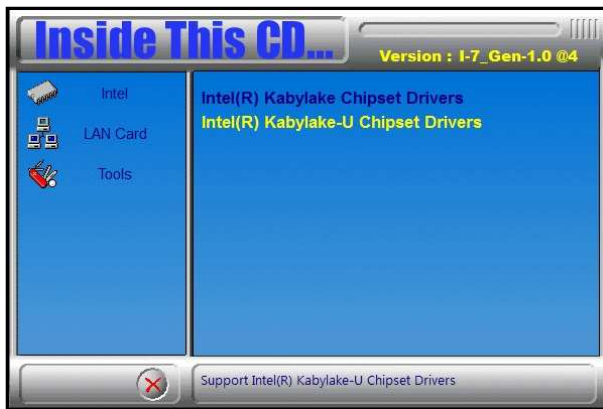 Inside This CD...
Version : I-7_Gen-1.0 @4
Intel
LAN Card
Tools
Intel(R) Kabylake Chipset Drivers
Intel(R) Kabylake-U Chipset Drivers
Support Intel(R) Kabylake-U Chipset Drivers